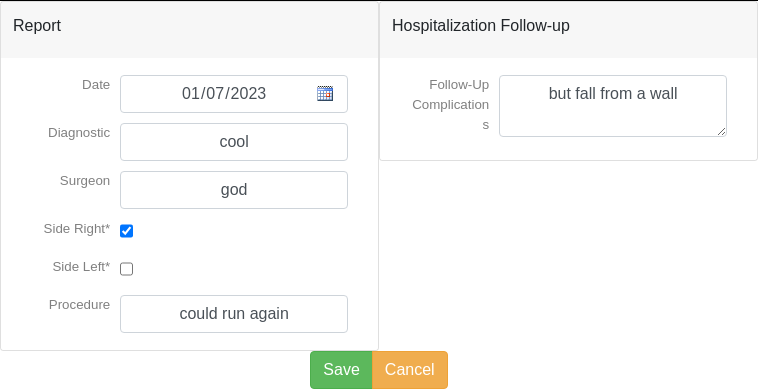 Report
Date 01/07/2023
Diagnostic cool
Surgeon god
Side Right*
Side Left*
Procedure could run again
Hospitalization Follow-up
Follow-Up but fall from a wall
Complication
s
Save Cancel